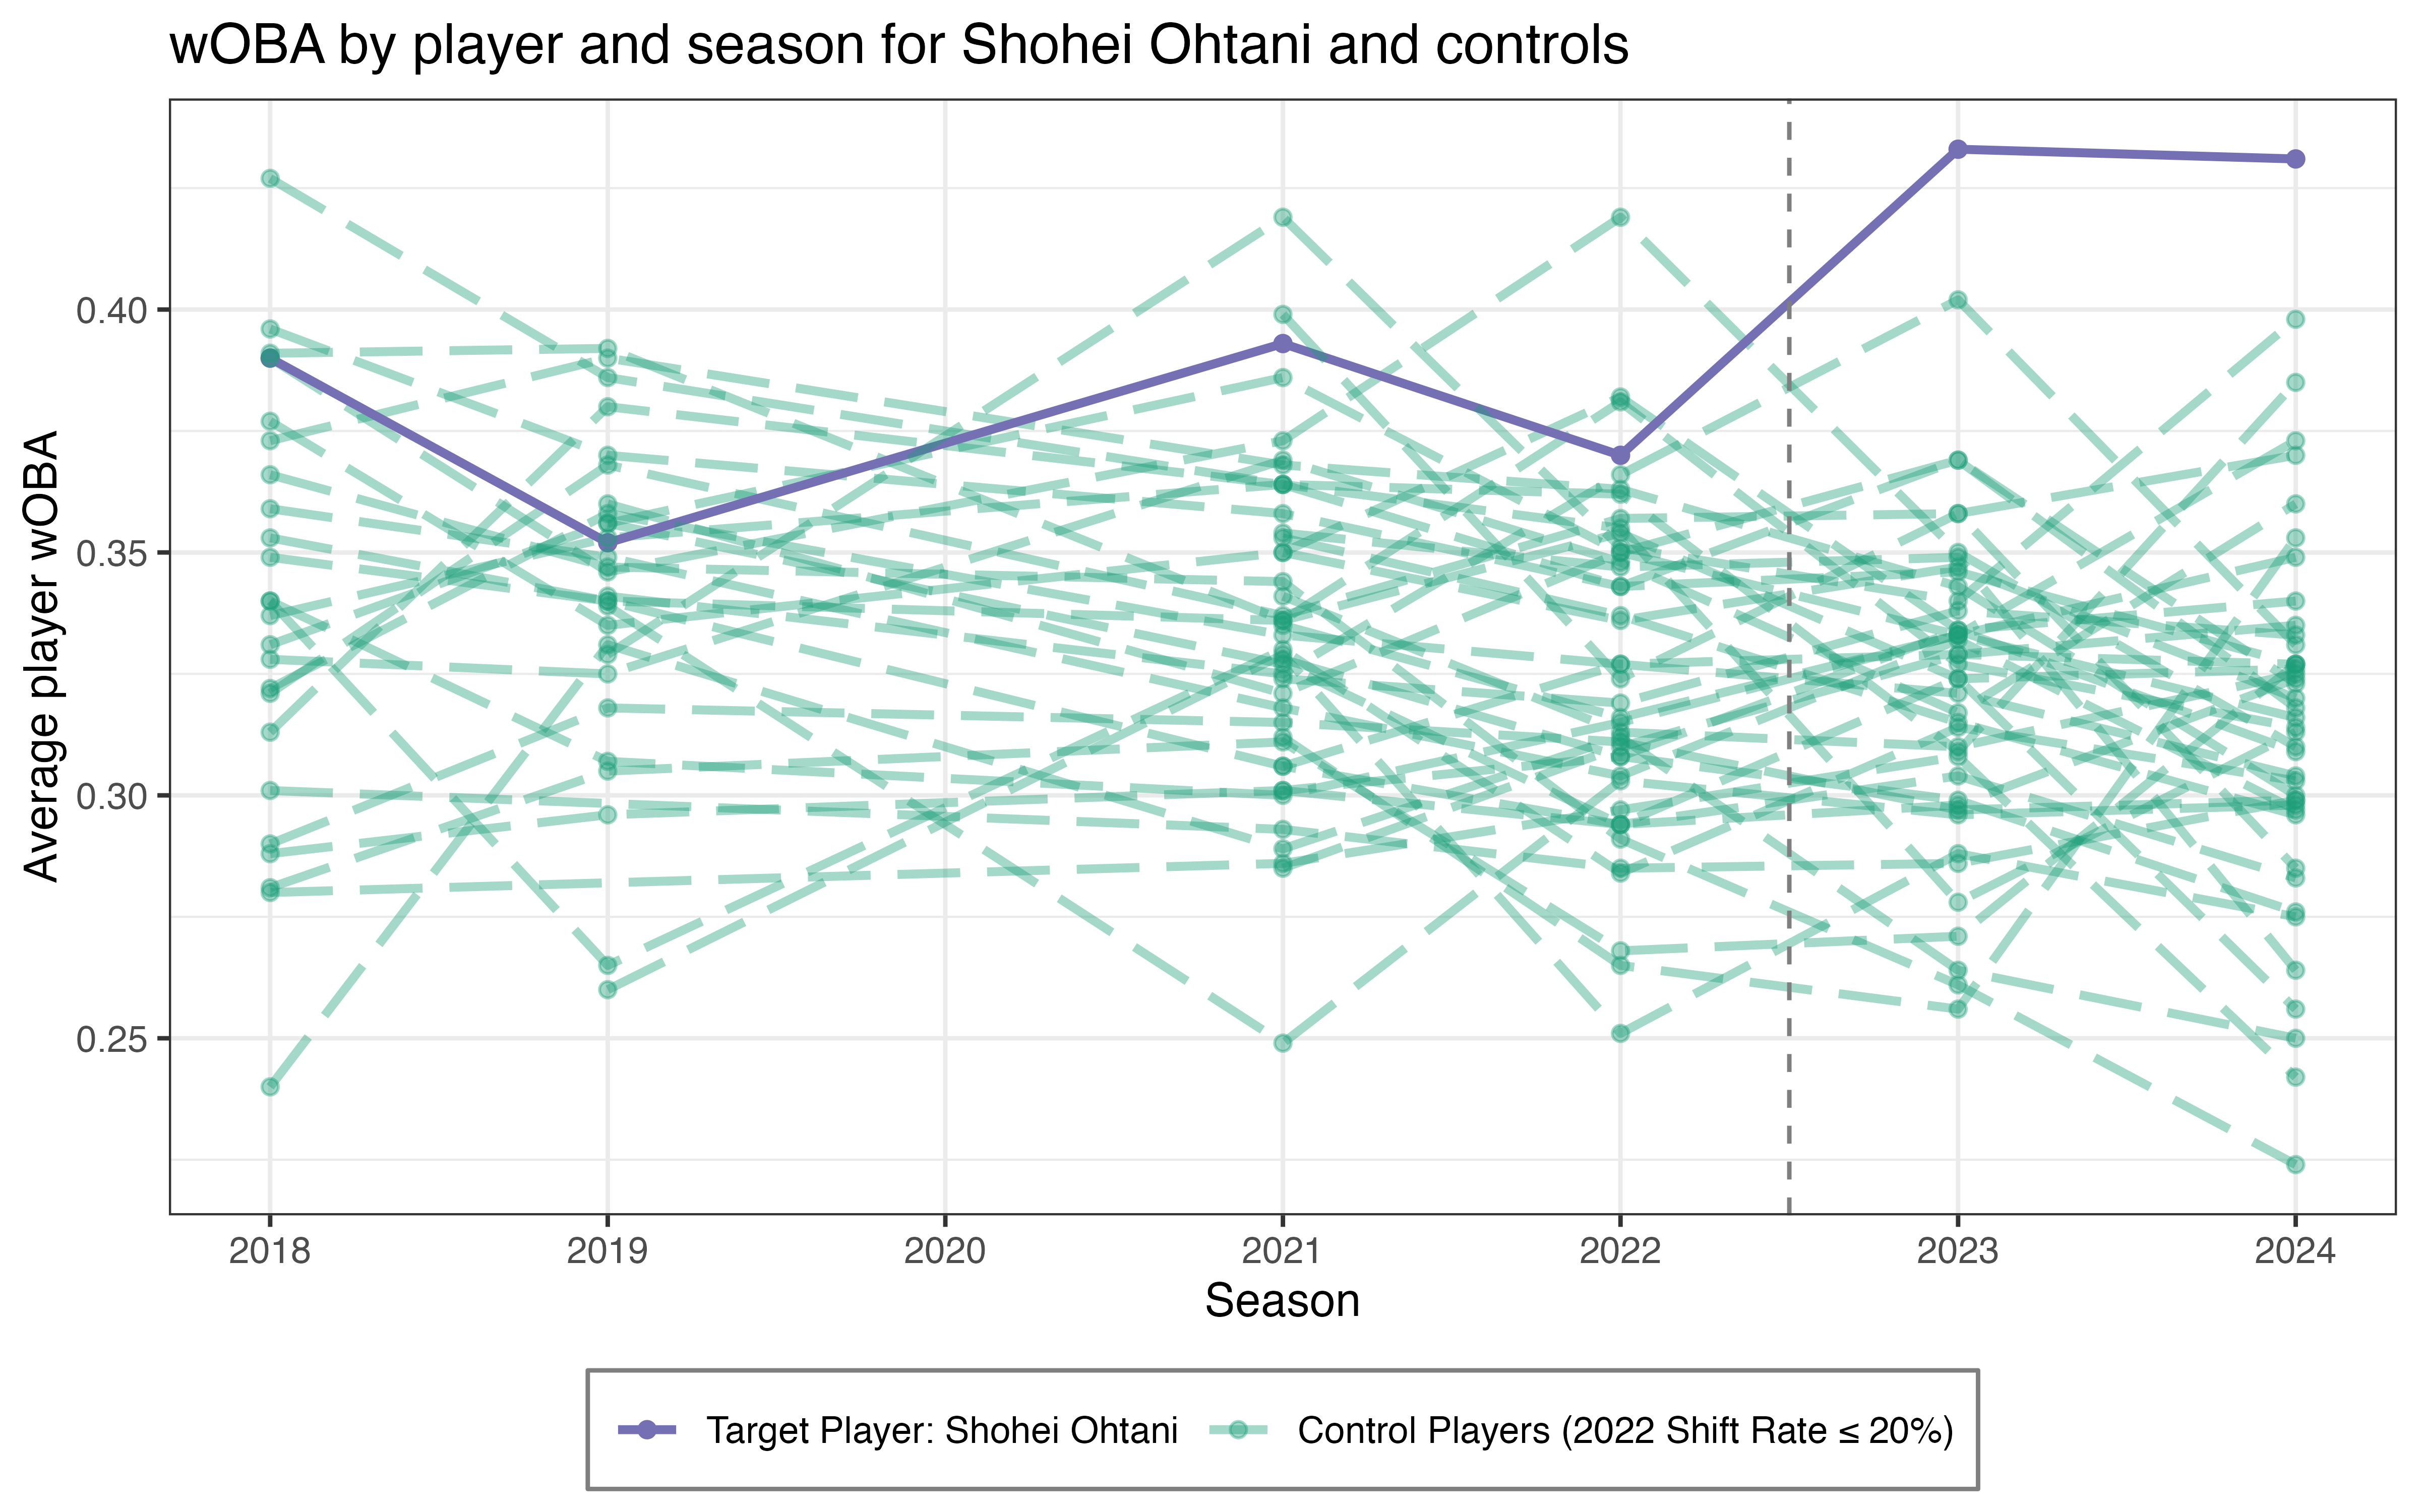 wOBA by player and season for Shohei Ohtani and controls
Average player wOBA
0.40
0.35
0.30
0.25
2018 2019 2020 2021 2022 2023 2024
Season
Target Player: Shohei Ohtani Control Players (2022 Shift Rate ≤ 20%)